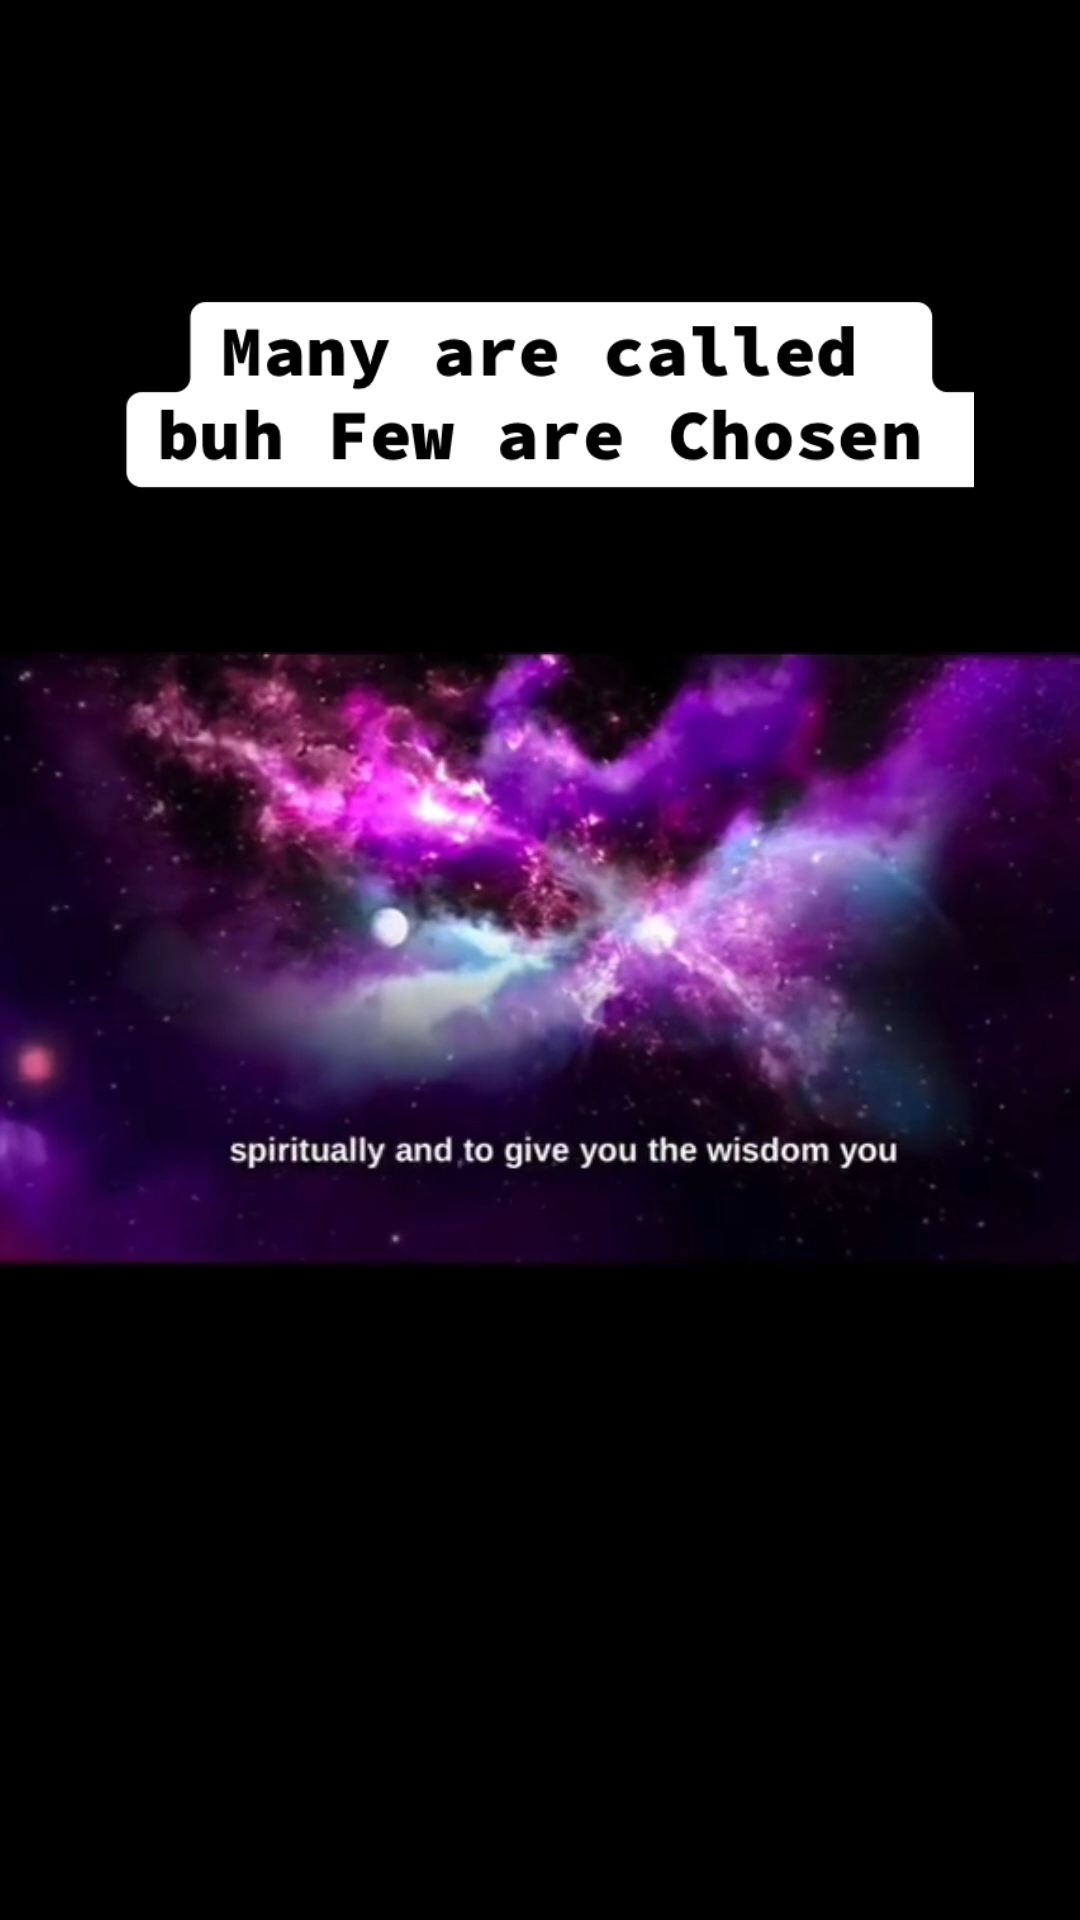 Many are called
buh Few are Chosen
spiritually and to give you the wisdom you